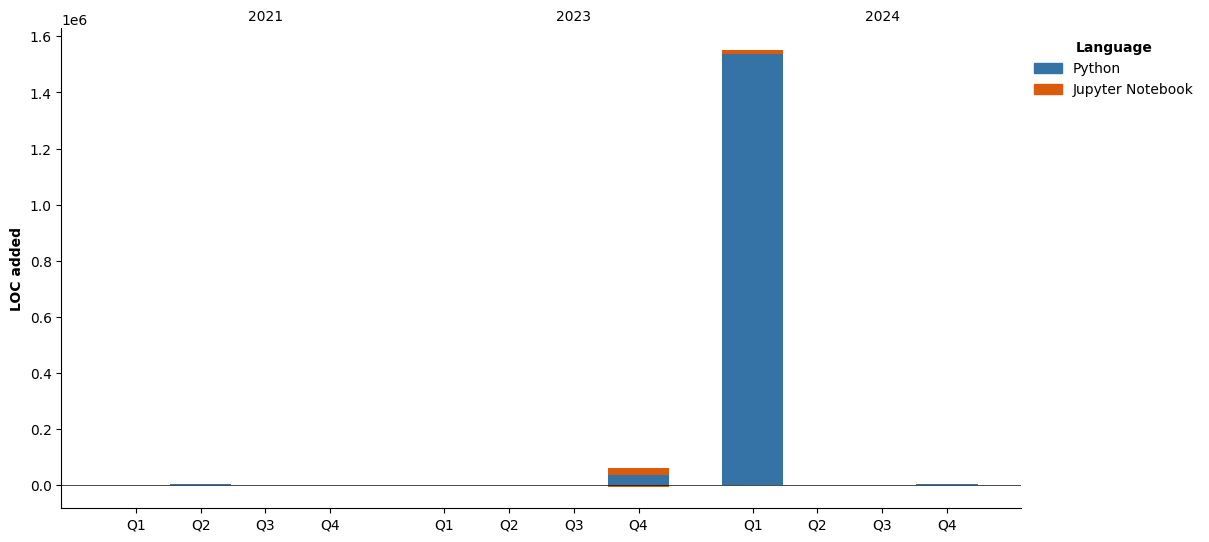 2021 2023 2024
1e6
1.6
1.4
1.2
1.0
0.8
0.6
0.4
0.2
0.0
LOC added
Q1 Q2 Q3 Q4 Q1 Q2 Q3 Q4 Q1 Q2 Q3 Q4
Language
Python
Jupyter Notebook